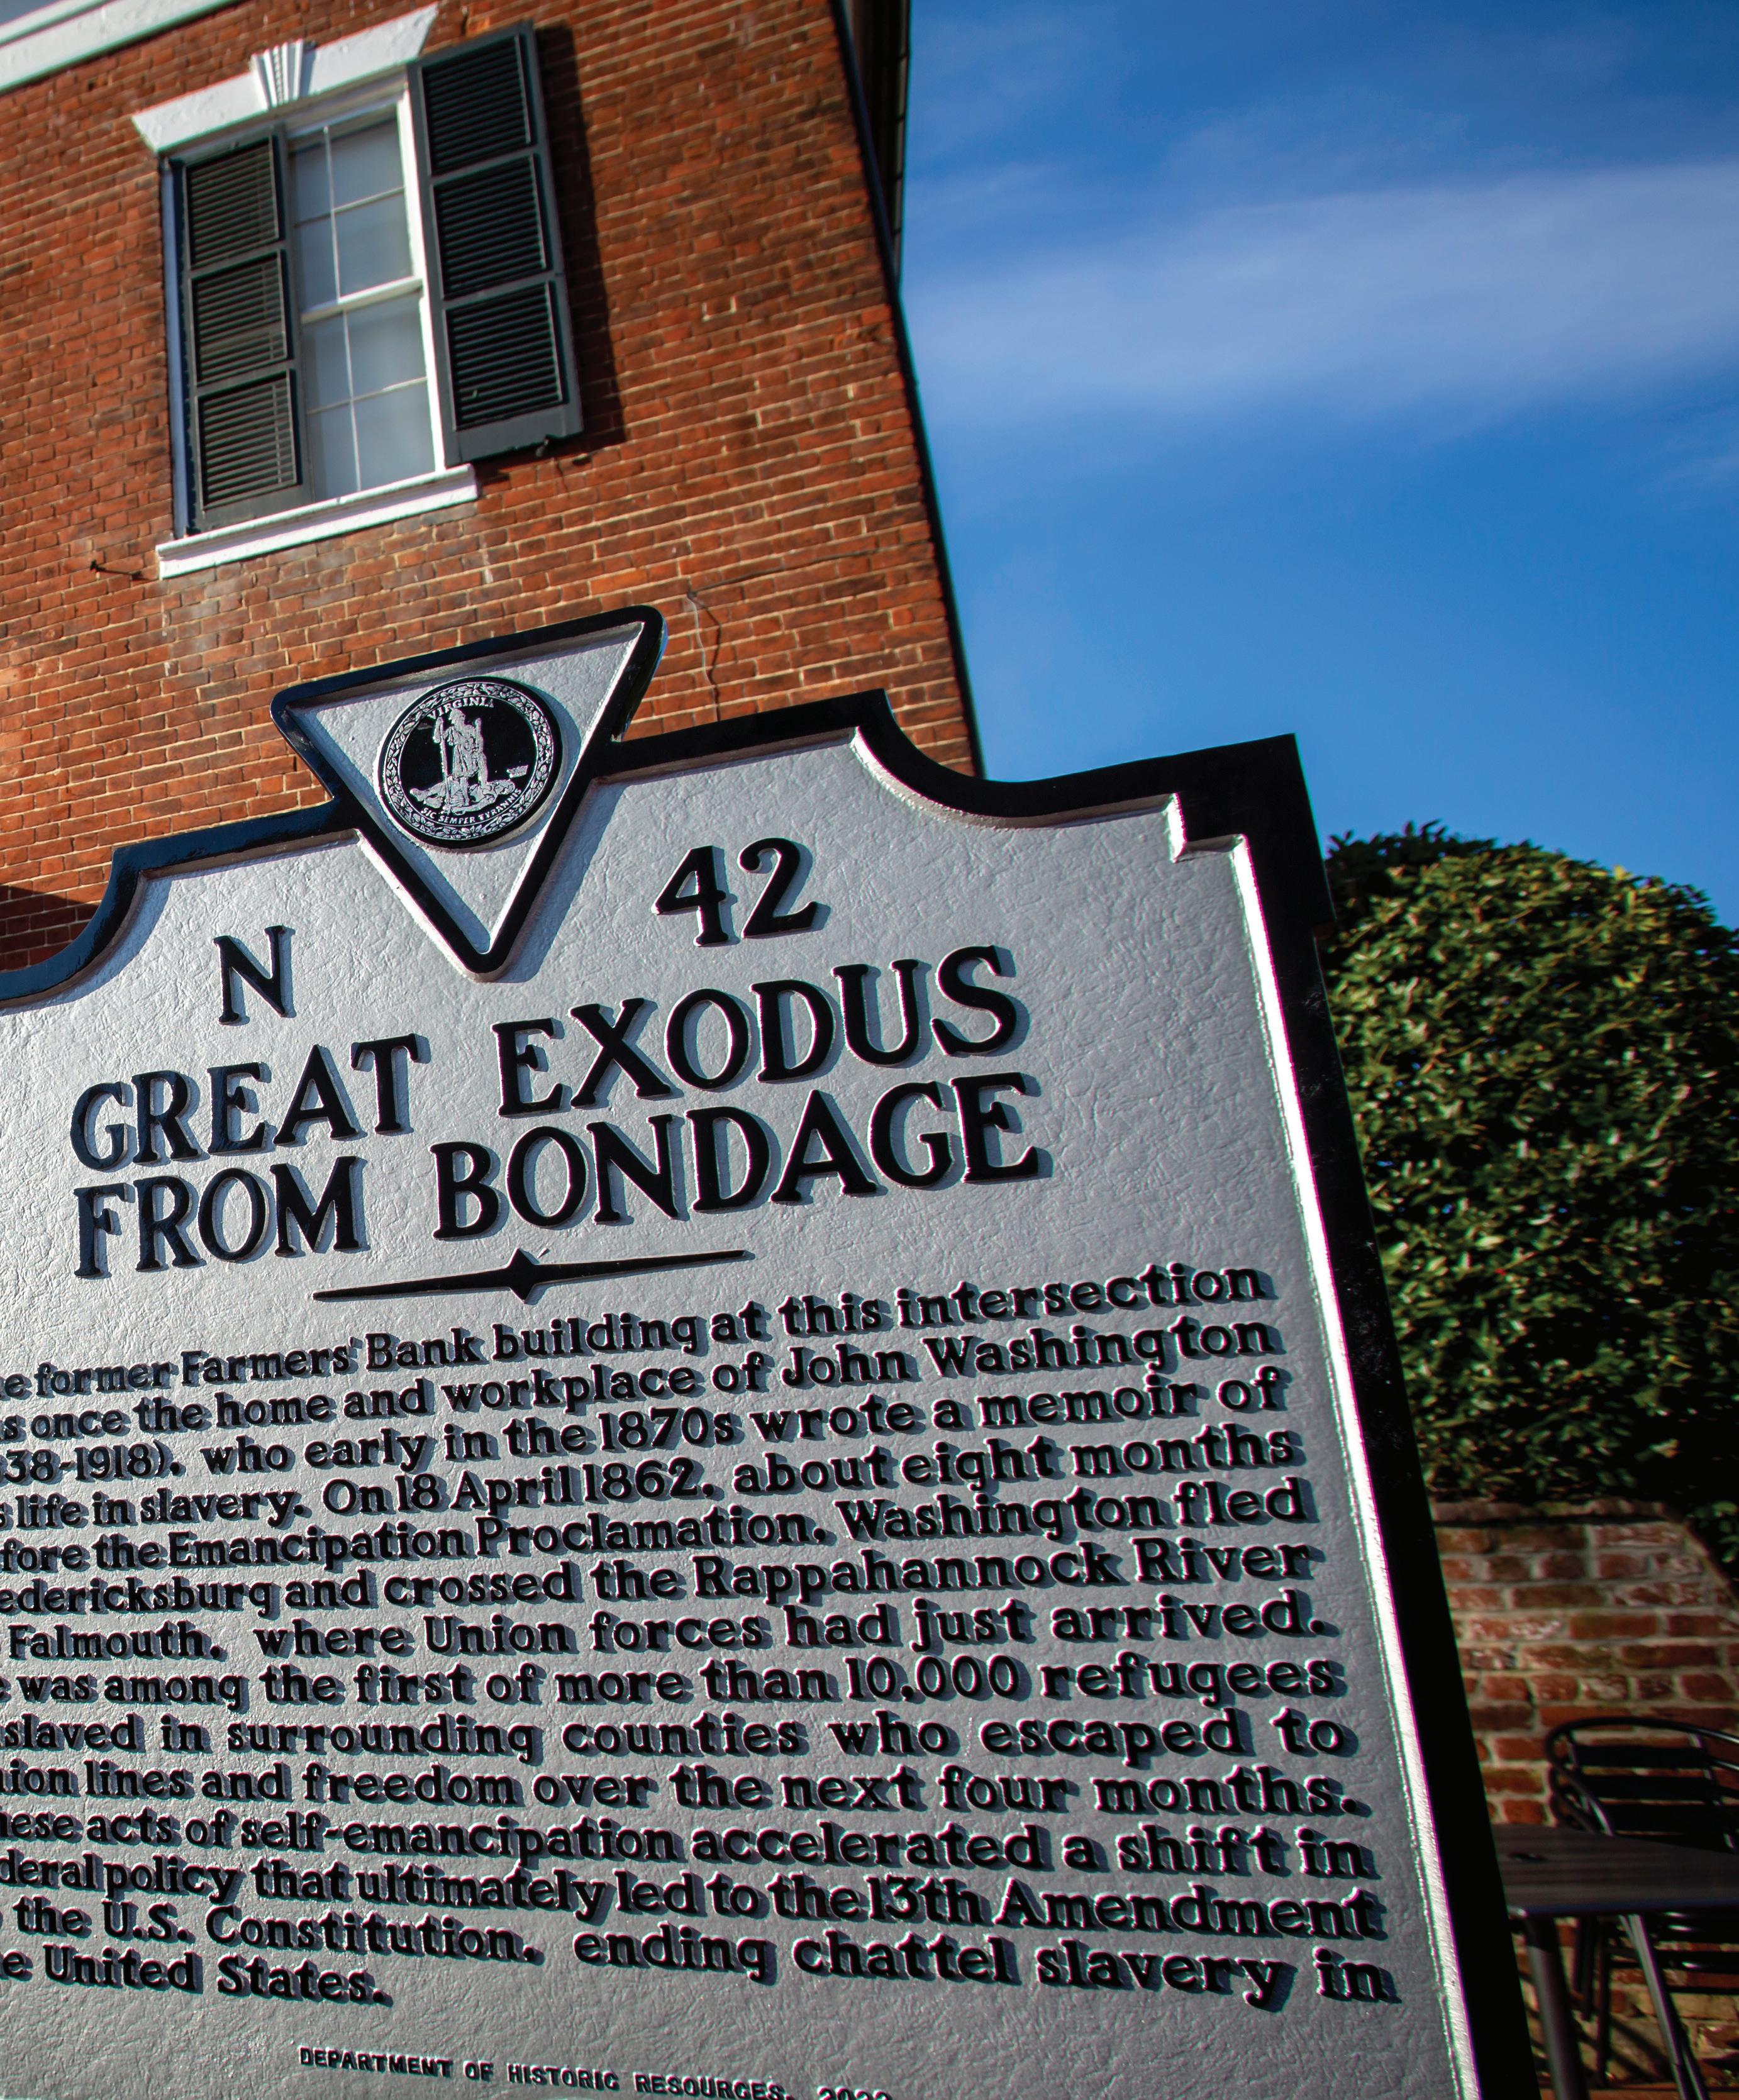 VIRGINIA
SIC SEMPER TYRANNIS
N 42
GREAT EXODUS
FROM BONDAGE
e former Farmers' Bank building at this intersection
s once the home and workplace of John Washington
38-1918), who early in the 1870s wrote a memoir of
s life in slavery. On 18 April 1862, about eight months
fore the Emancipation Proclamation, Washington fled
edericksburg and crossed the Rappahannock River
Falmouth, where Union forces had just arrived.
e was among the first of more than 10,000 refugees
slaved in surrounding counties who escaped to
ion lines and freedom over the next four months.
hese acts of self-emancipation accelerated a shift in
deral policy that ultimately led to the 13th Amendment
the U.S. Constitution, ending chattel slavery in
e United States.
DEPARTMENT OF HISTORIC RESOURCES,